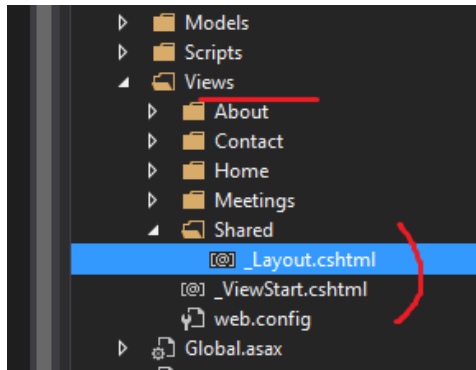 Models
Scripts
Views
About
Contact
Home
Meetings
Shared
[@] _Layout.cshtml
[@] _ViewStart.cshtml
web.config
Global.asax